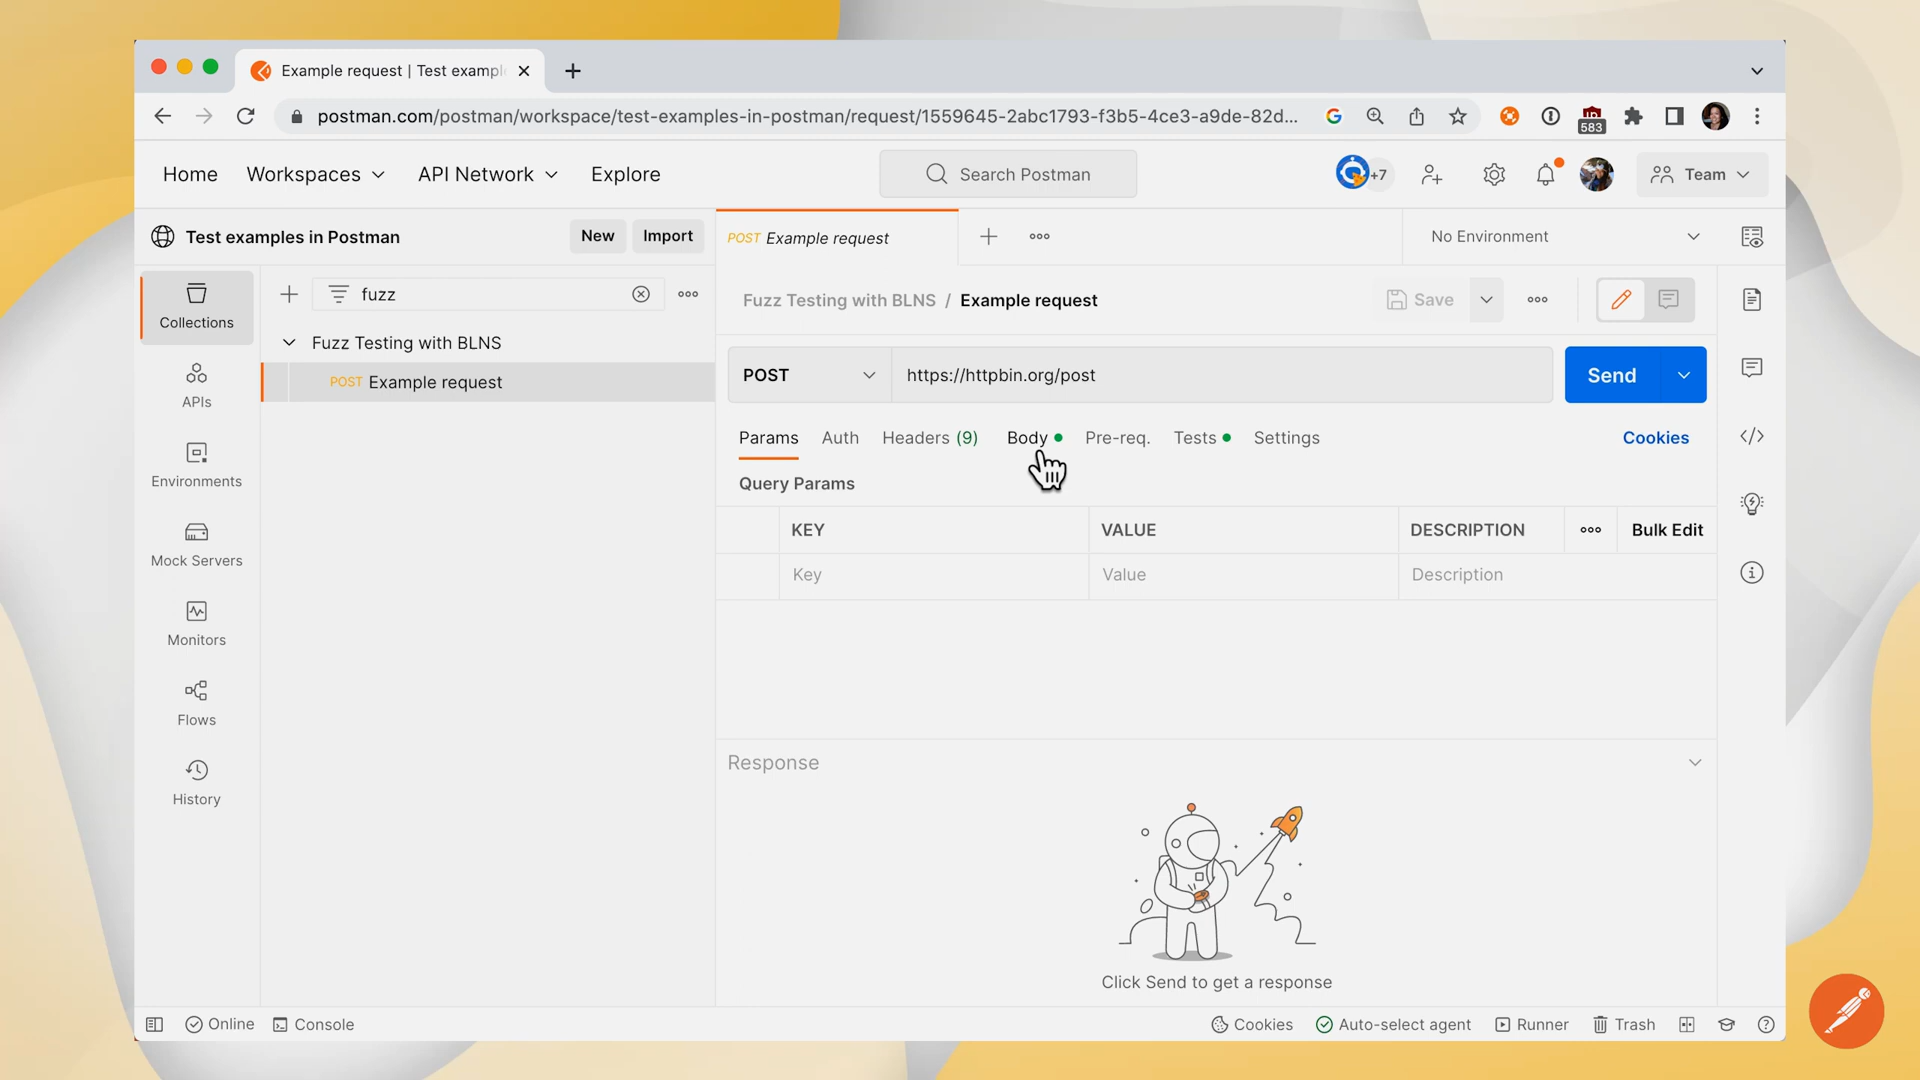 Example request | Test exampl
postman.com/postman/workspace/test-examples-in-postman/request/1559645-2abc1793-f3b5-4ce3-a9de-82d...
583
Home Workspaces API Network Explore Search Postman +7 Team
Test examples in Postman New Import POST Example request No Environment
Collections
fuzz
Fuzz Testing with BLNS
POST Example request
APIs
Environments
Mock Servers
Monitors
Flows
History
Fuzz Testing with BLNS / Example request Save
POST https://httpbin.org/post Send
Params Auth Headers (9) Body Pre-req. Tests Settings Cookies
Query Params
KEY VALUE DESCRIPTION Bulk Edit
Key Value Description
Response
Click Send to get a response
Online Console Cookies Auto-select agent Runner Trash